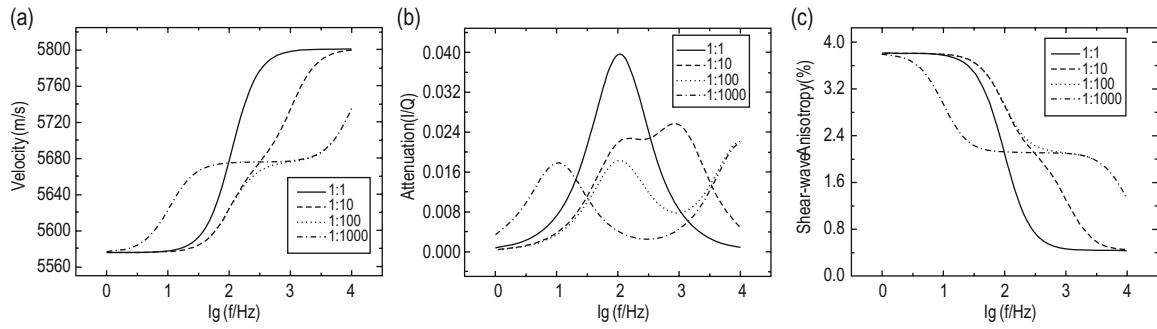 (a)
Velocity(m/s)
5800
5760
5720
5680
5640
5600
5560
1:1
1:10
1:100
1:1000
0 1 2 3 4
lg (f/Hz)
(b)
Attenuation(I/Q)
0.040
0.032
0.024
0.016
0.008
0.000
1:1
1:10
1:100
1:1000
0 1 2 3 4
lg (f/Hz)
(c)
Shear-waveAnisotropy(%)
4.0
3.0
1.8
1.2
0.6
0.0
1:1
1:10
1:100
1:1000
0 1 2 3 4
lg (f/Hz)